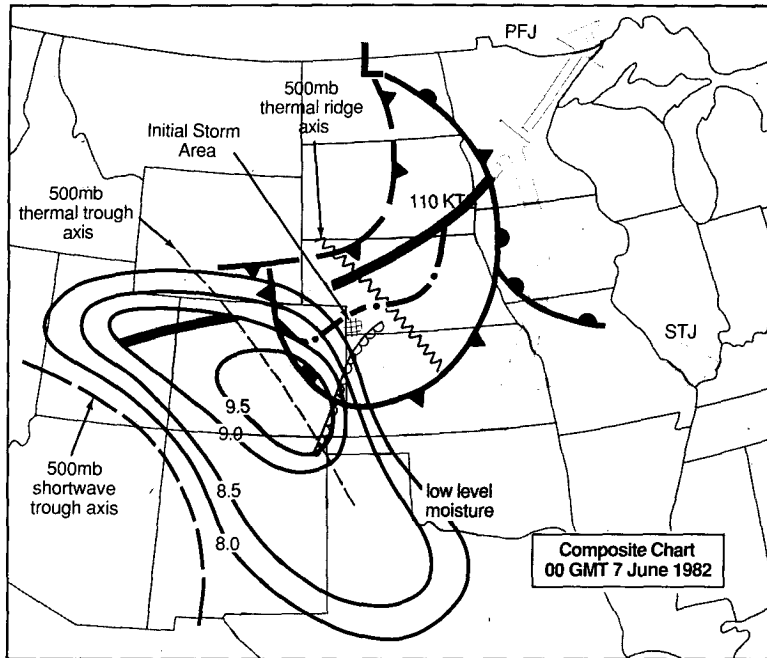 PFJ
L
500mb
thermal ridge
axis
Initial Storm
Area
500mb
thermal trough
axis
110 KT
STJ
9.5
9.0
8.5
8.0
500mb
shortwave
trough axis
low level
moisture
Composite Chart
00 GMT 7 June 1982